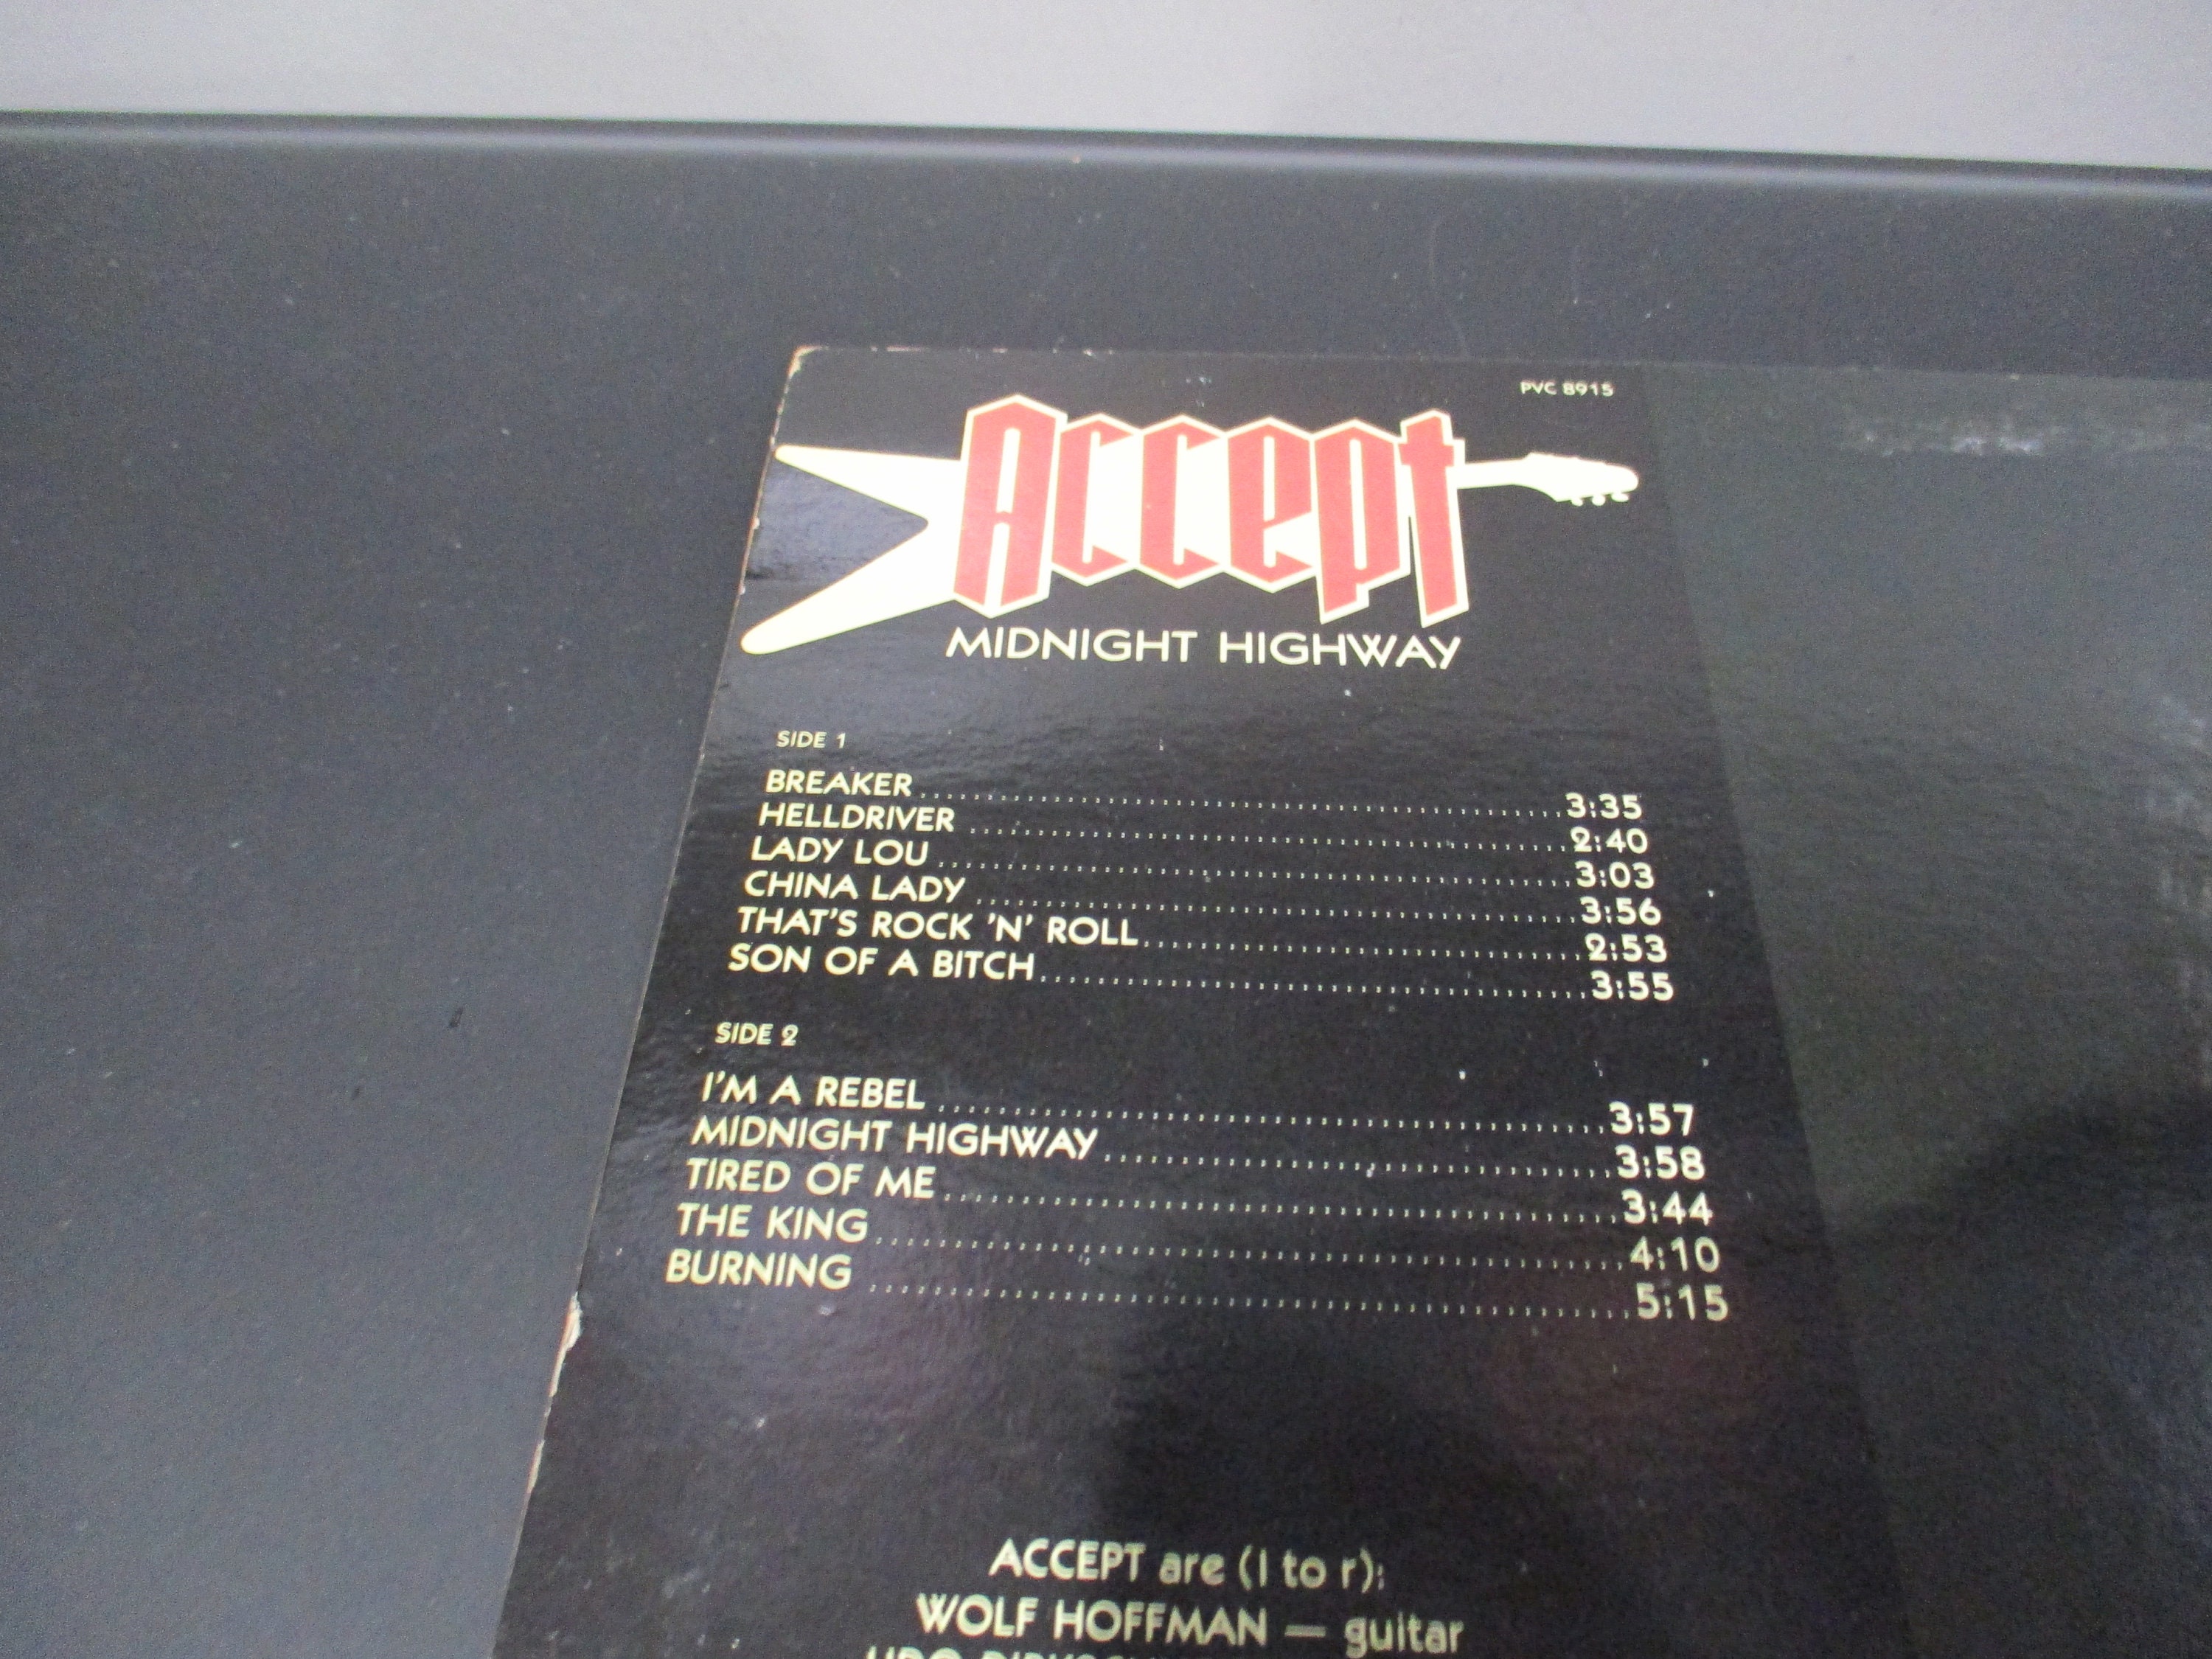 PVC 8915
Accept
MIDNIGHT HIGHWAY
SIDE 1
BREAKER 3:35
HELLDRIVER 2:40
LADY LOU 3:03
CHINA LADY 3:56
THAT'S ROCK 'N' ROLL 2:53
SON OF A BITCH 3:55
SIDE 2
I'M A REBEL 3:57
MIDNIGHT HIGHWAY 3:58
TIRED OF ME 3:44
THE KING 4:10
BURNING 5:15
ACCEPT are (l to r):
WOLF HOFFMAN — guitar
UDO